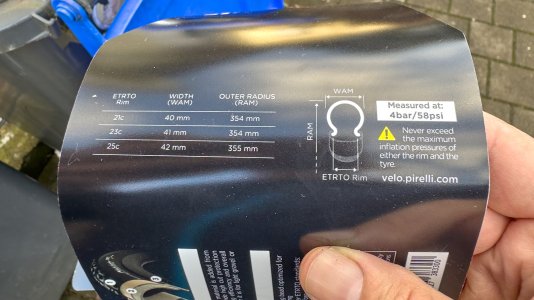 ETRTO Rim WIDTH (WAM) OUTER RADIUS (RAM)
21c 40 mm 354 mm
23c 41 mm 354 mm
25c 42 mm 355 mm
WAM
RAM
ETRTO Rim
Measured at:
4bar/58psi
Never exceed
the maximum
inflation pressures of
either the rim and the
tyre.
velo.pirelli.com